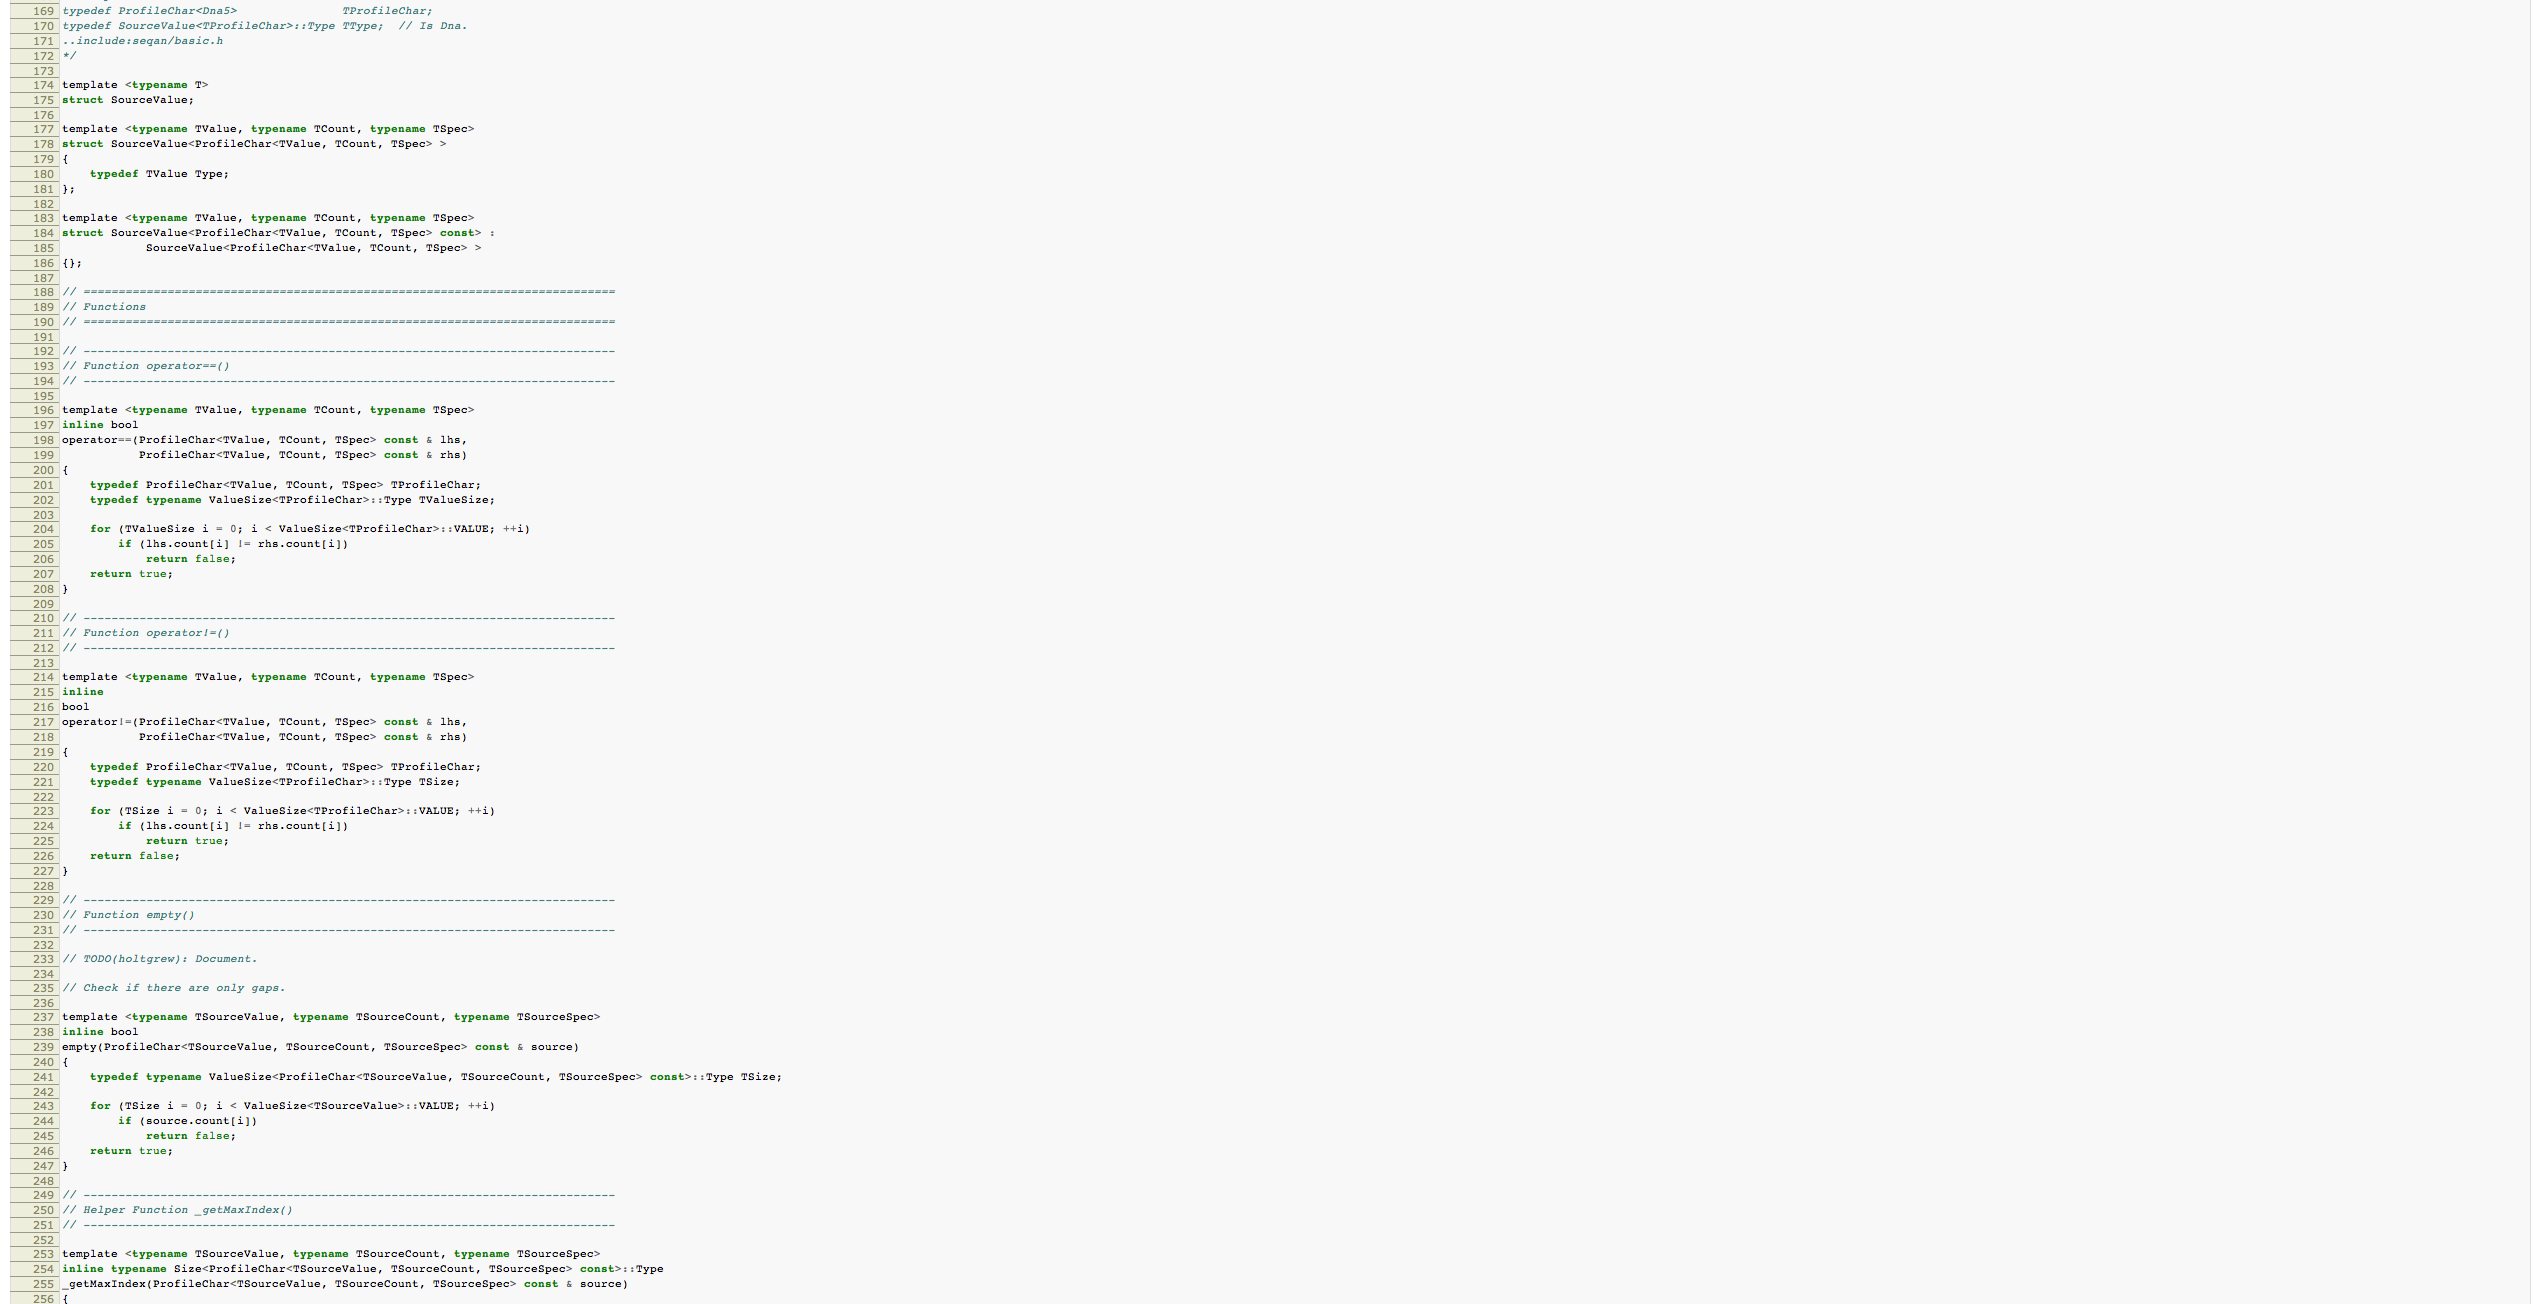 169 typedef ProfileChar<Dna5>               TProfileChar;
170 typedef SourceValue<TProfileChar>::Type TType;  // Is Dna.
171 ..include:seqan/basic.h
172 */
173
174 template <typename T>
175 struct SourceValue;
176
177 template <typename TValue, typename TCount, typename TSpec>
178 struct SourceValue<ProfileChar<TValue, TCount, TSpec> >
179 {
180     typedef TValue Type;
181 };
182
183 template <typename TValue, typename TCount, typename TSpec>
184 struct SourceValue<ProfileChar<TValue, TCount, TSpec> const> :
185             SourceValue<ProfileChar<TValue, TCount, TSpec> >
186 {};
187
188 // ============================================================================
189 // Functions
190 // ============================================================================
191
192 // ----------------------------------------------------------------------------
193 // Function operator==()
194 // ----------------------------------------------------------------------------
195
196 template <typename TValue, typename TCount, typename TSpec>
197 inline bool
198 operator==(ProfileChar<TValue, TCount, TSpec> const & lhs,
199            ProfileChar<TValue, TCount, TSpec> const & rhs)
200 {
201     typedef ProfileChar<TValue, TCount, TSpec> TProfileChar;
202     typedef typename ValueSize<TProfileChar>::Type TValueSize;
203
204     for (TValueSize i = 0; i < ValueSize<TProfileChar>::VALUE; ++i)
205         if (lhs.count[i] != rhs.count[i])
206             return false;
207     return true;
208 }
209
210 // ----------------------------------------------------------------------------
211 // Function operator!=()
212 // ----------------------------------------------------------------------------
213
214 template <typename TValue, typename TCount, typename TSpec>
215 inline
216 bool
217 operator!=(ProfileChar<TValue, TCount, TSpec> const & lhs,
218            ProfileChar<TValue, TCount, TSpec> const & rhs)
219 {
220     typedef ProfileChar<TValue, TCount, TSpec> TProfileChar;
221     typedef typename ValueSize<TProfileChar>::Type TSize;
222
223     for (TSize i = 0; i < ValueSize<TProfileChar>::VALUE; ++i)
224         if (lhs.count[i] != rhs.count[i])
225             return true;
226     return false;
227 }
228
229 // ----------------------------------------------------------------------------
230 // Function empty()
231 // ----------------------------------------------------------------------------
232
233 // TODO(holtgrew): Document.
234
235 // Check if there are only gaps.
236
237 template <typename TSourceValue, typename TSourceCount, typename TSourceSpec>
238 inline bool
239 empty(ProfileChar<TSourceValue, TSourceCount, TSourceSpec> const & source)
240 {
241     typedef typename ValueSize<ProfileChar<TSourceValue, TSourceCount, TSourceSpec> const>::Type TSize;
242
243     for (TSize i = 0; i < ValueSize<TSourceValue>::VALUE; ++i)
244         if (source.count[i])
245             return false;
246     return true;
247 }
248
249 // ----------------------------------------------------------------------------
250 // Helper Function _getMaxIndex()
251 // ----------------------------------------------------------------------------
252
253 template <typename TSourceValue, typename TSourceCount, typename TSourceSpec>
254 inline typename Size<ProfileChar<TSourceValue, TSourceCount, TSourceSpec> const>::Type
255 _getMaxIndex(ProfileChar<TSourceValue, TSourceCount, TSourceSpec> const & source)
256 {